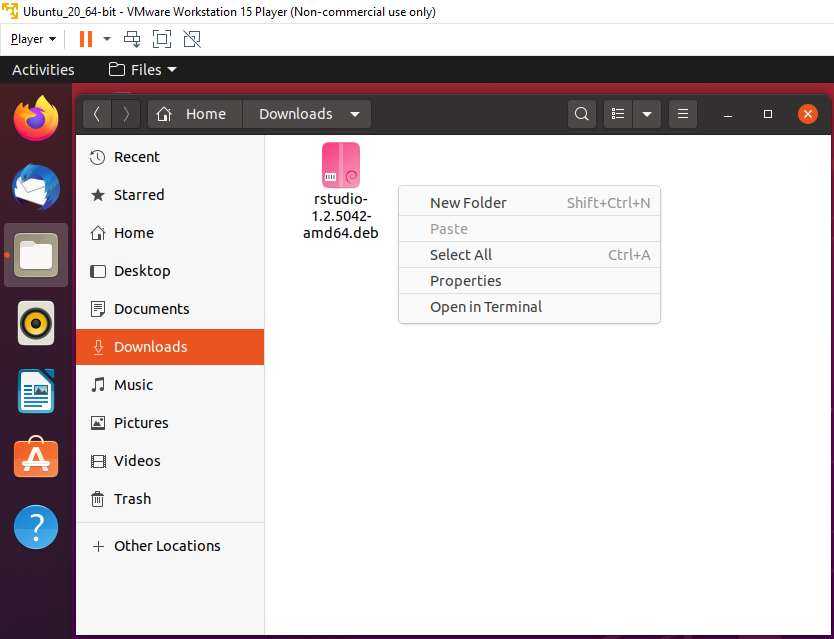 Ubuntu_20_64-bit - VMware Workstation 15 Player (Non-commercial use only)
Player
Activities
Files
Home
Downloads
Recent
Starred
Home
Desktop
Documents
Downloads
Music
Pictures
Videos
Trash
+ Other Locations
rstudio-
1.2.5042-
amd64.deb
New Folder Shift+Ctrl+N
Paste
Select All Ctrl+A
Properties
Open in Terminal